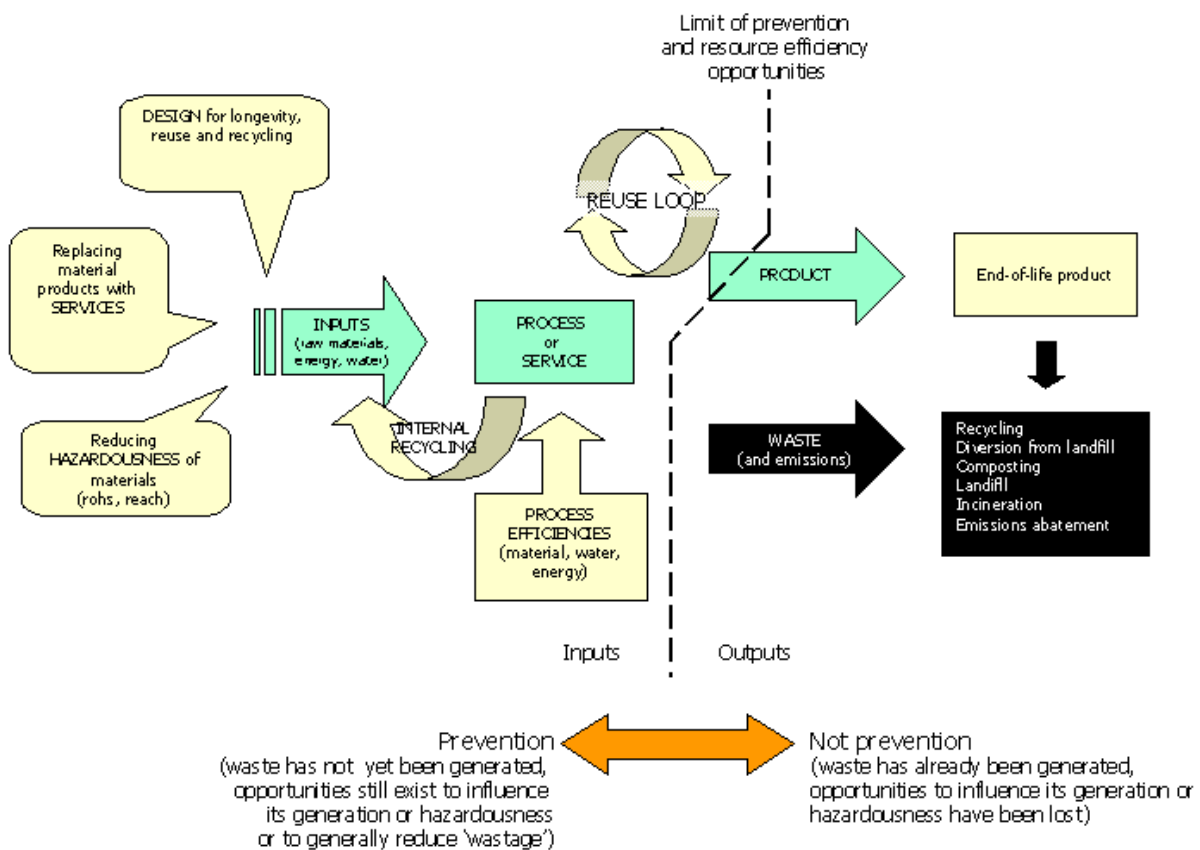 Limit of prevention
and resource efficiency
opportunities
DESIGN for longevity,
reuse and recycling
REUSE LOOP
Replacing
material
products with
SERVICES
PRODUCT
End-of-life product
INPUTS
(raw materials,
energy, water)
PROCESS
or
SERVICE
INTERNAL
RECYCLING
Reducing
HAZARDOUSNESS of
materials
(rohs, reach)
WASTE
(and emissions)
Recycling
Diversion from landfill
Composting
Landfill
Incineration
Emissions abatement
PROCESS
EFFICIENCIES
(material, water,
energy)
Inputs
Outputs
Prevention
(waste has not yet been generated,
opportunities still exist to influence
its generation or hazardousness
or to generally reduce 'wastage')
Not prevention
(waste has already been generated,
opportunities to influence its generation or
hazardousness have been lost)